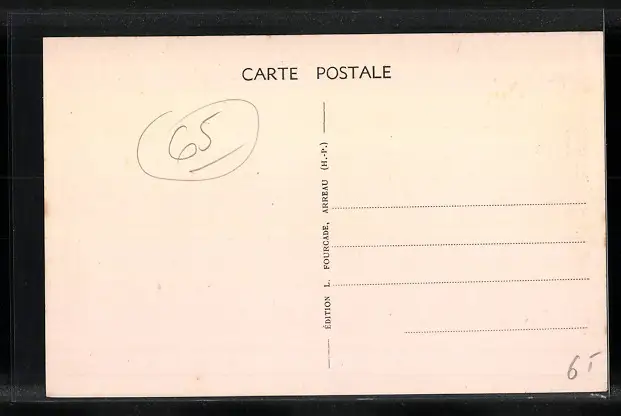 CARTE POSTALE
65
ÉDITION L. FOURCADE, ARREAU (H.-P.)
65